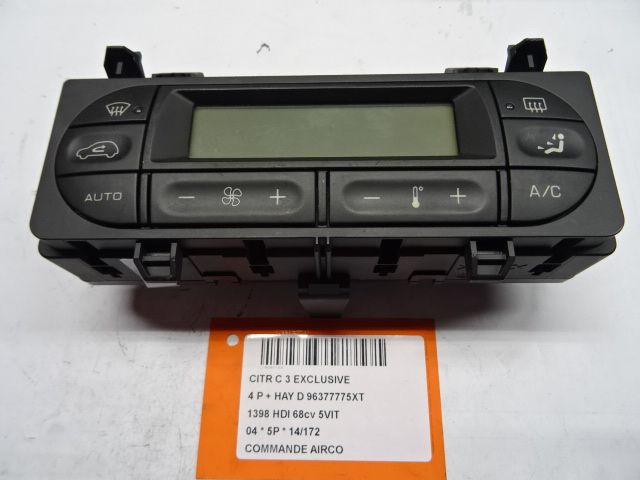 AUTO
A/C
CITR C 3 EXCLUSIVE
4 P + HAY D 96377775XT
1398 HDI 68cv 5VIT
04 * 5P * 14/172
COMMANDE AIRCO